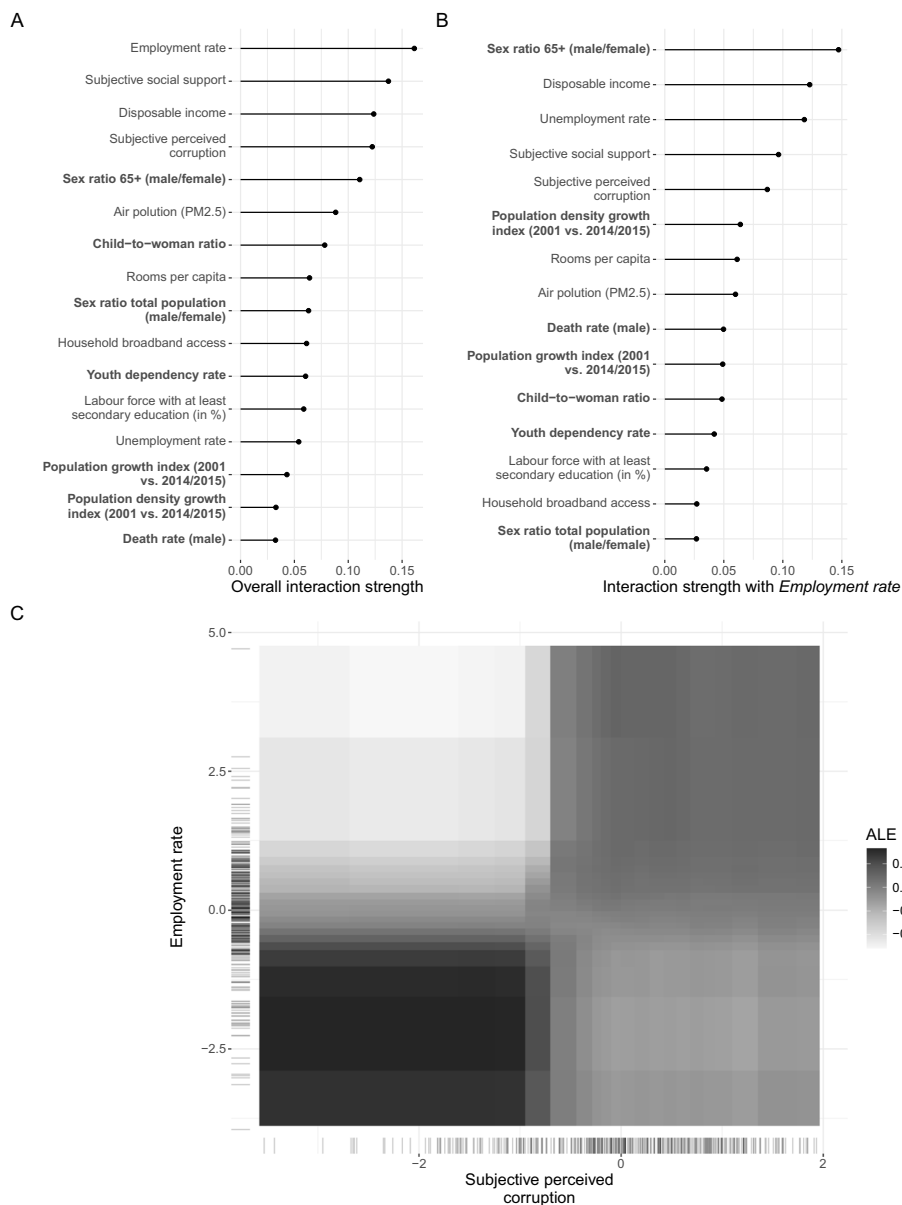 A
Employment rate
Subjective social support
Disposable income
Subjective perceived
corruption
Sex ratio 65+ (male/female)
Air polution (PM2.5)
Child−to−woman ratio
Rooms per capita
Sex ratio total population
(male/female)
Household broadband access
Youth dependency rate
Labour force with at least
secondary education (in %)
Unemployment rate
Population growth index (2001
vs. 2014/2015)
Population density growth
index (2001 vs. 2014/2015)
Death rate (male)
0.00 0.05 0.10 0.15
Overall interaction strength
B
Sex ratio 65+ (male/female)
Disposable income
Unemployment rate
Subjective social support
Subjective perceived
corruption
Population density growth
index (2001 vs. 2014/2015)
Rooms per capita
Air polution (PM2.5)
Death rate (male)
Population growth index (2001
vs. 2014/2015)
Child−to−woman ratio
Youth dependency rate
Labour force with at least
secondary education (in %)
Household broadband access
Sex ratio total population
(male/female)
0.00 0.05 0.10 0.15
Interaction strength with Employment rate
C
5.0
2.5
0.0
−2.5
Employment rate
−2 0 2
Subjective perceived
corruption
ALE
0.
0.
−0
−0.